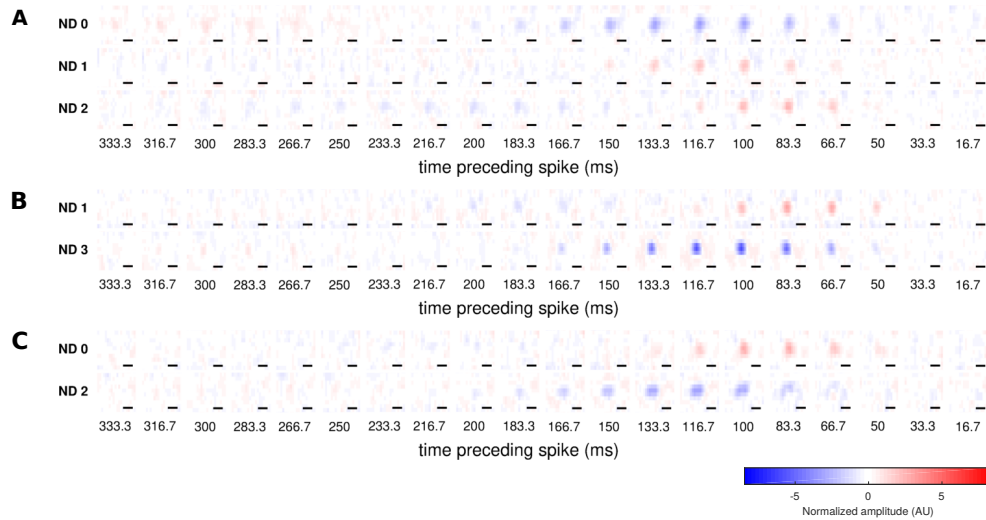 A
ND 0
ND 1
ND 2
333.3 316.7 300 283.3 266.7 250 233.3 216.7 200 183.3 166.7 150 133.3 116.7 100 83.3 66.7 50 33.3 16.7
time preceding spike (ms)
B
ND 1
ND 3
333.3 316.7 300 283.3 266.7 250 233.3 216.7 200 183.3 166.7 150 133.3 116.7 100 83.3 66.7 50 33.3 16.7
time preceding spike (ms)
C
ND 0
ND 2
333.3 316.7 300 283.3 266.7 250 233.3 216.7 200 183.3 166.7 150 133.3 116.7 100 83.3 66.7 50 33.3 16.7
time preceding spike (ms)
-5 0 5
Normalized amplitude (AU)